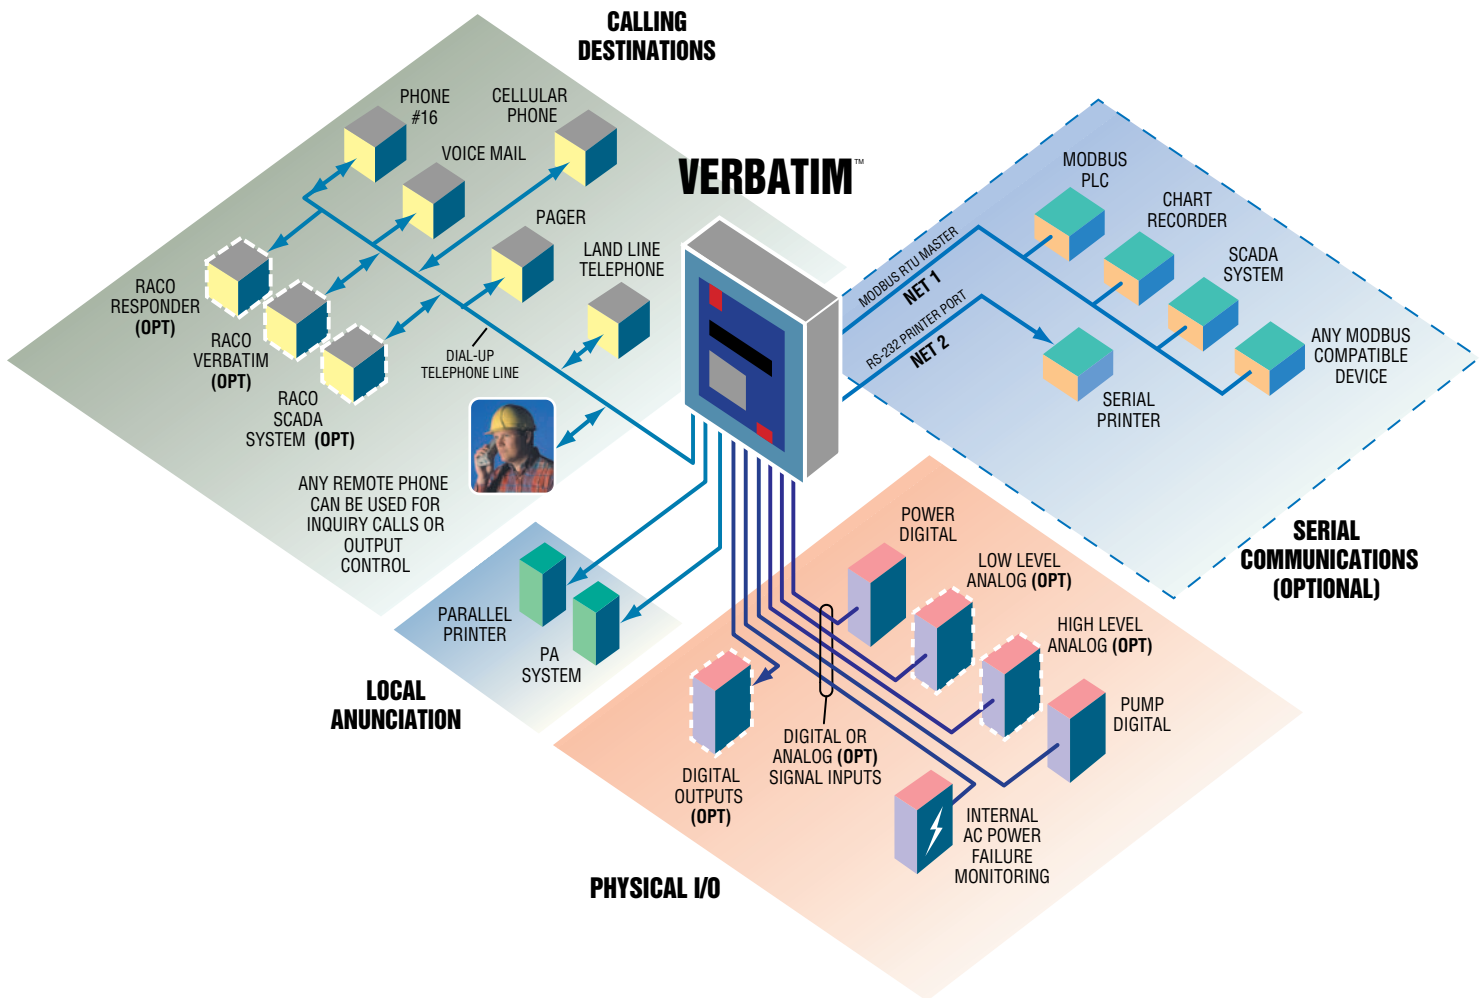 CALLING
DESTINATIONS
PHONE
#16
CELLULAR
PHONE
VOICE MAIL
PAGER
LAND LINE
TELEPHONE
RACO
RESPONDER
(OPT)
RACO
VERBATIM
(OPT)
RACO
SCADA
SYSTEM (OPT)
DIAL-UP
TELEPHONE LINE
ANY REMOTE PHONE
CAN BE USED FOR
INQUIRY CALLS OR
OUTPUT
CONTROL
VERBATIM™
MODBUS RTU MASTER
NET 1
RS-232 PRINTER PORT
NET 2
MODBUS
PLC
CHART
RECORDER
SCADA
SYSTEM
ANY MODBUS
COMPATIBLE
DEVICE
SERIAL
PRINTER
SERIAL
COMMUNICATIONS
(OPTIONAL)
PARALLEL
PRINTER
PA
SYSTEM
LOCAL
ANUNCIATION
POWER
DIGITAL
LOW LEVEL
ANALOG (OPT)
HIGH LEVEL
ANALOG (OPT)
PUMP
DIGITAL
DIGITAL OR
ANALOG (OPT)
SIGNAL INPUTS
DIGITAL
OUTPUTS
(OPT)
INTERNAL
AC POWER
FAILURE
MONITORING
PHYSICAL I/O